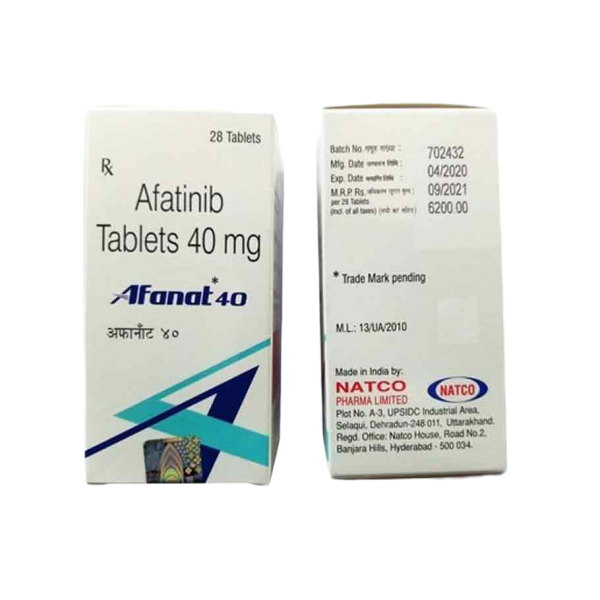 28 Tablets
Rx
Afatinib
Tablets 40 mg
Afanat*40
अफानॅट ४०
Batch No. : 702432
Mfg. Date : 04/2020
Exp. Date : 09/2021
M.R.P Rs. : 6200.00
per 28 Tablets
(Incl. of all taxes)
* Trade Mark pending
M.L.: 13/UA/2010
Made in India by:
NATCO
PHARMA LIMITED
NATCO
Plot No. A-3, UPSIDC Industrial Area,
Selaqui, Dehradun-248 011, Uttarakhand.
Regd. Office: Natco House, Road No.2,
Banjara Hills, Hyderabad - 500 034.